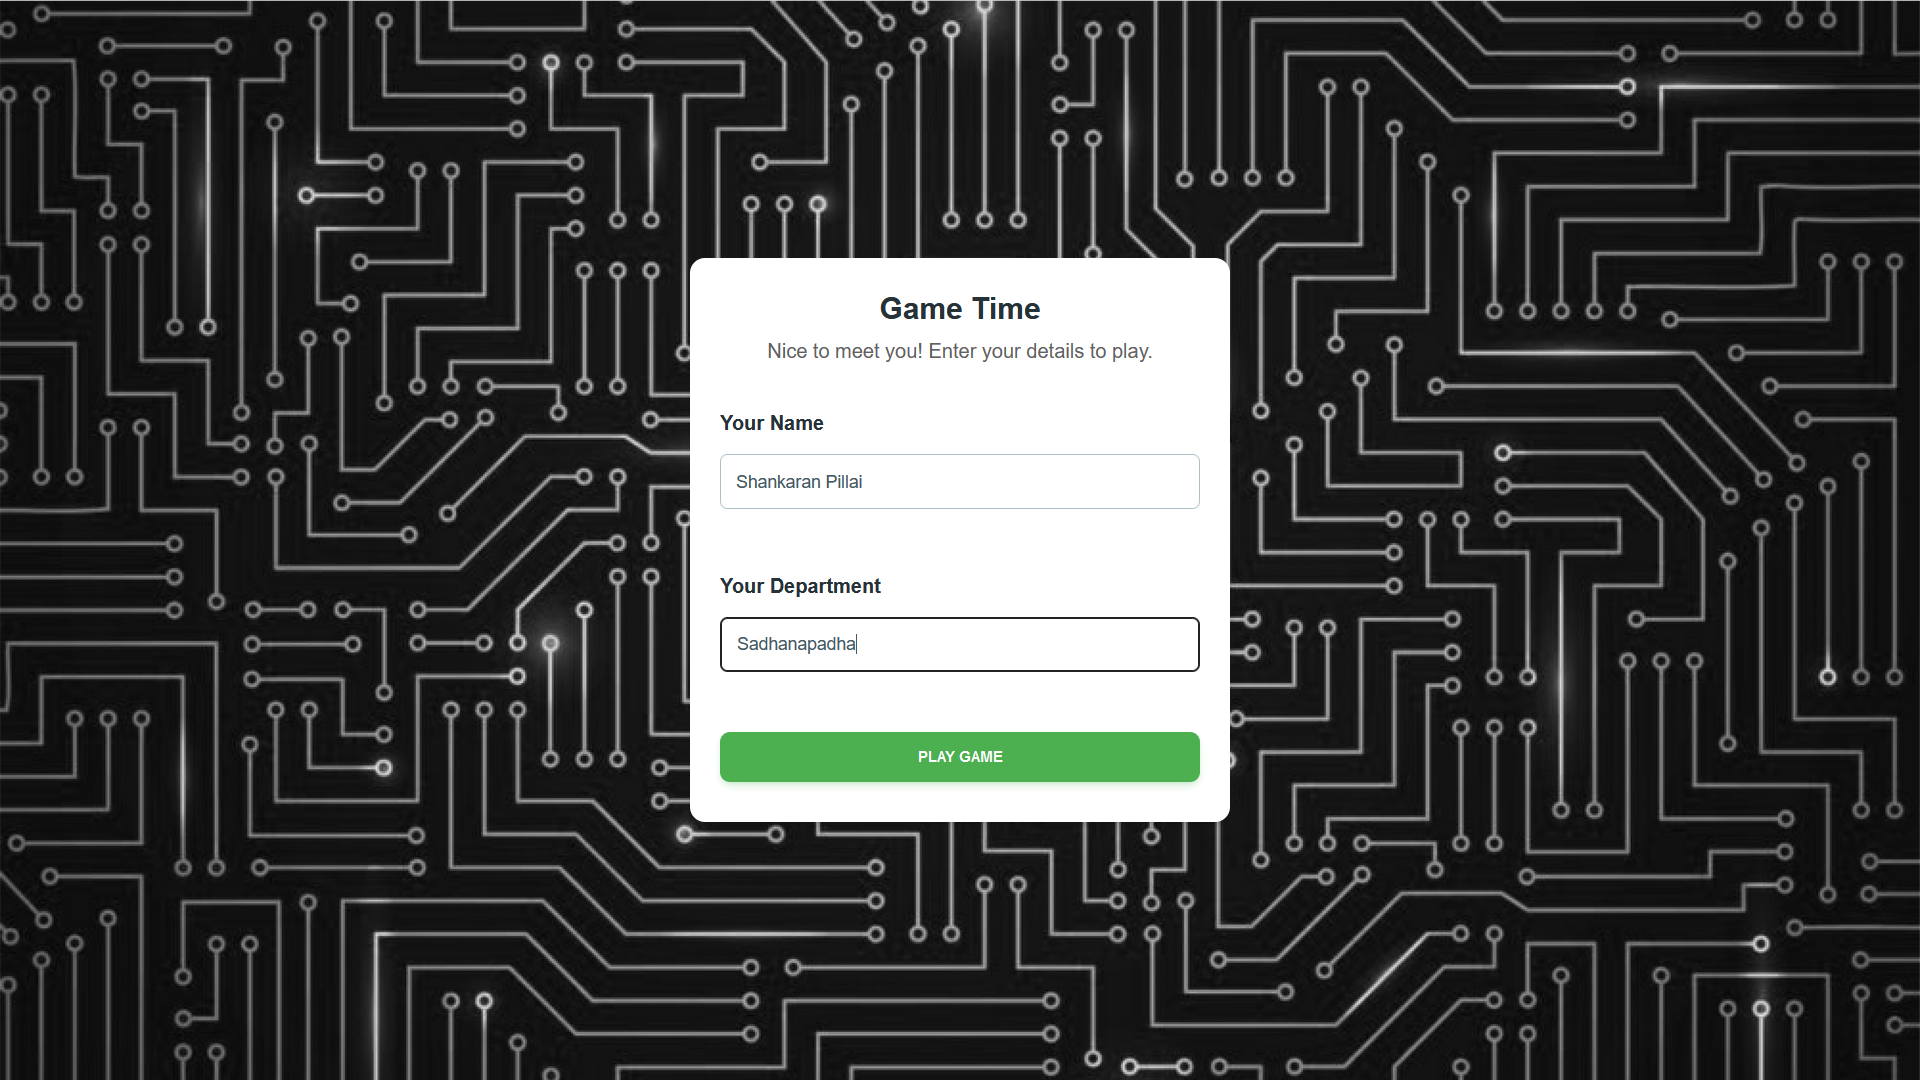 Game Time
Nice to meet you! Enter your details to play.
Your Name
Shankaran Pillai
Your Department
Sadhanapadha
PLAY GAME